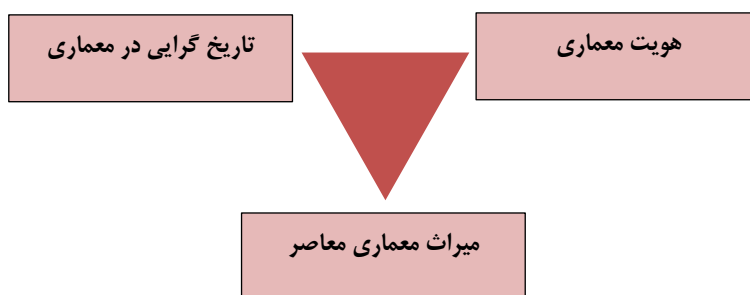 هویت معماری
تاریخ گرایی در معماری
میراث معماری معاصر